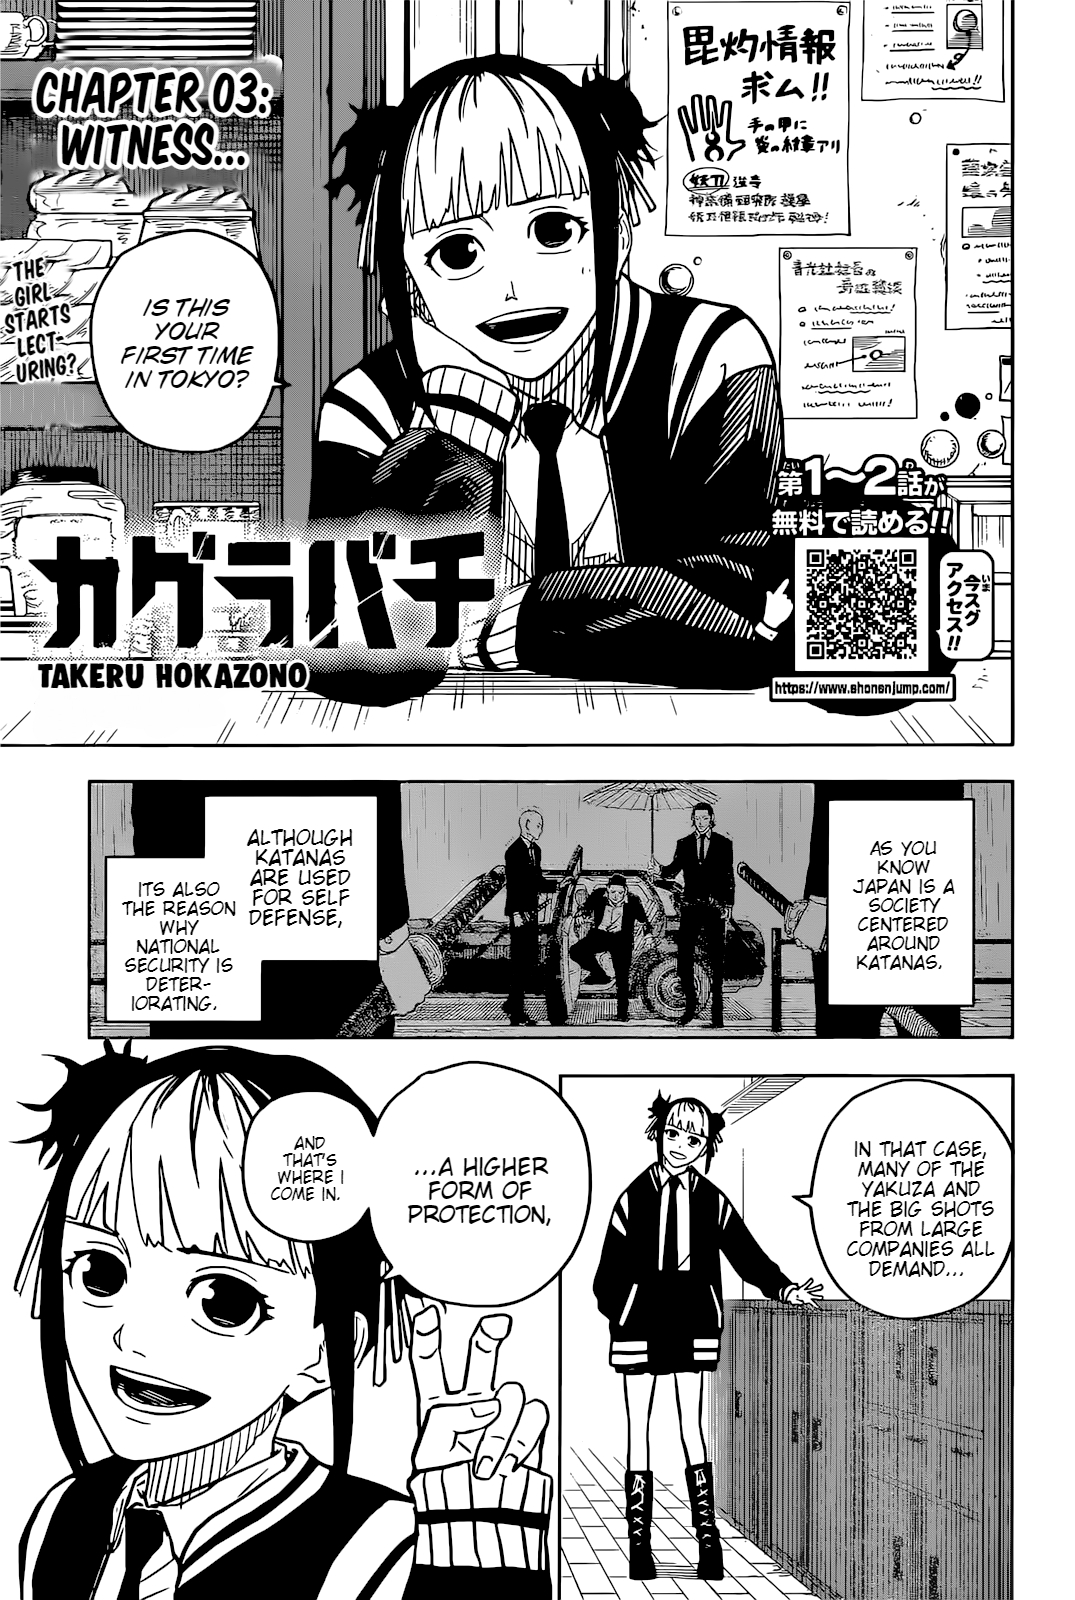 CHAPTER 03:
WITNESS...
毘灼情報
求ム!!
手の甲に
炎の紋章アリ
妖刀
THE
GIRL
STARTS
LECT-
URING?
IS THIS
YOUR
FIRST TIME
IN TOKYO?
第1～2話が
無料で読める!!
今スグ
アクセス!!
カグラバチ
TAKERU HOKAZONO
https://www.shonenjump.com/
AS YOU
KNOW
JAPAN IS A
SOCIETY
CENTERED
AROUND
KATANAS.
ALTHOUGH
KATANAS
ARE USED
FOR SELF
DEFENSE,
ITS ALSO
THE REASON
WHY
NATIONAL
SECURITY IS
DETER-
IORATING.
IN THAT CASE,
MANY OF THE
YAKUZA AND
THE BIG SHOTS
FROM LARGE
COMPANIES ALL
DEMAND...
...A HIGHER
FORM OF
PROTECTION,
AND
THAT'S
WHERE I
COME IN.